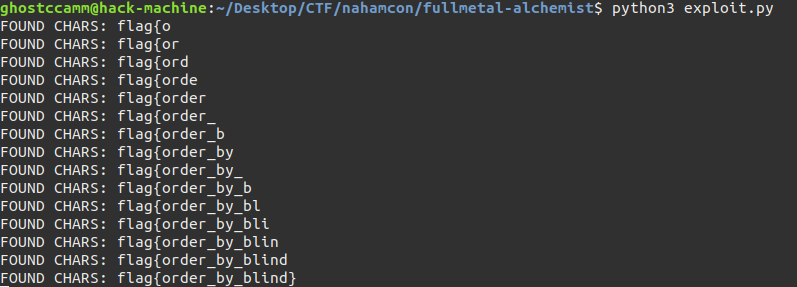 ghostccamm@hack-machine:~/Desktop/CTF/nahamcon/fullmetal-alchemist$ python3 exploit.py
FOUND CHARS: flag{o
FOUND CHARS: flag{or
FOUND CHARS: flag{ord
FOUND CHARS: flag{orde
FOUND CHARS: flag{order
FOUND CHARS: flag{order_
FOUND CHARS: flag{order_b
FOUND CHARS: flag{order_by
FOUND CHARS: flag{order_by_
FOUND CHARS: flag{order_by_b
FOUND CHARS: flag{order_by_bl
FOUND CHARS: flag{order_by_bli
FOUND CHARS: flag{order_by_blin
FOUND CHARS: flag{order_by_blind
FOUND CHARS: flag{order_by_blind}